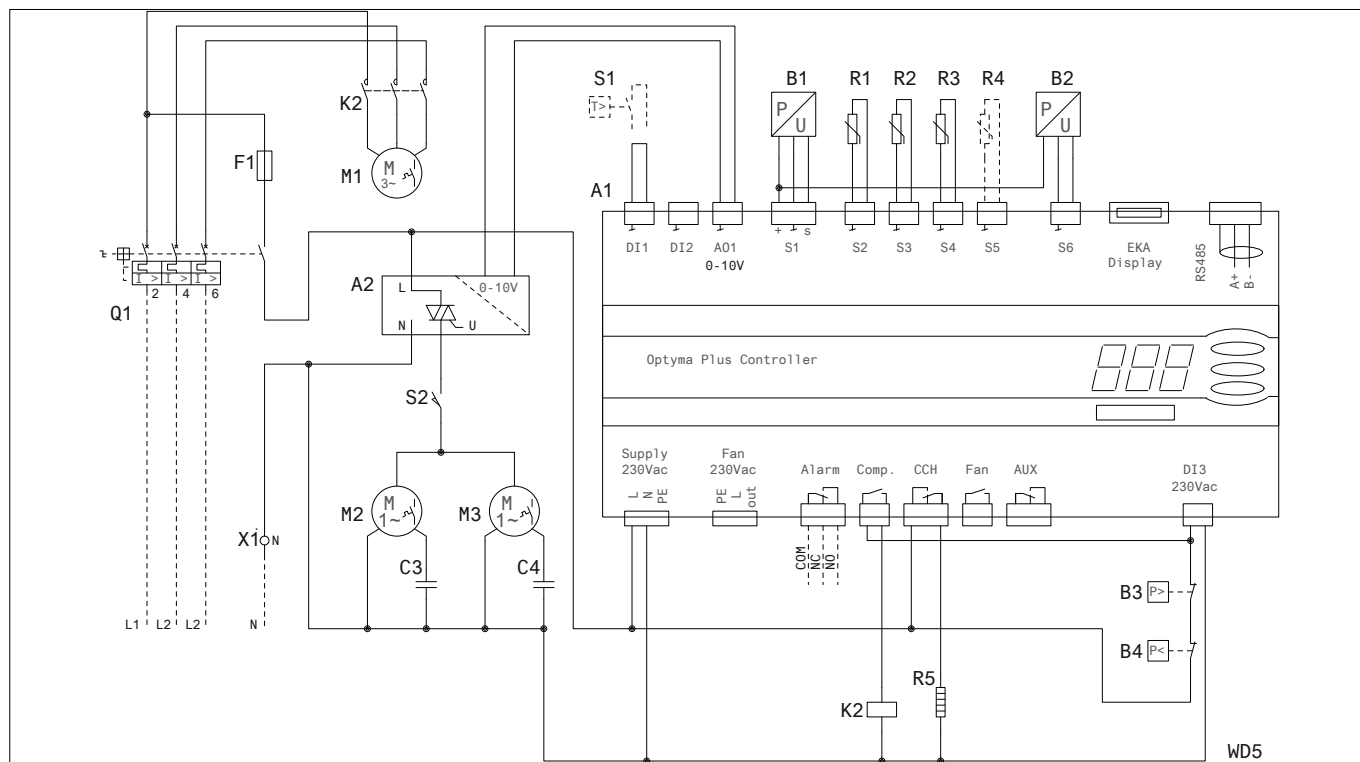 K2
F1
M1
M
3~
Q1
I >
I >
I >
2
4
6
A2
L
N
0-10V
U
S2
M2
M
1~
M3
M
1~
C3
C4
X1
N
L1
L2
L2
N
S1
T>
B1
P
U
R1
R2
R3
R4
B2
P
U
A1
DI1
DI2
AO1
0-10V
+
S1
s
S2
S3
S4
S5
S6
EKA
Display
RS485
A+
B-
Optyma Plus Controller
Supply
230Vac
L
N
PE
Fan
230Vac
PE
L
out
Alarm
COM
NC
NO
Comp.
CCH
Fan
AUX
DI3
230Vac
B3
P>
B4
P<
R5
K2
WD5